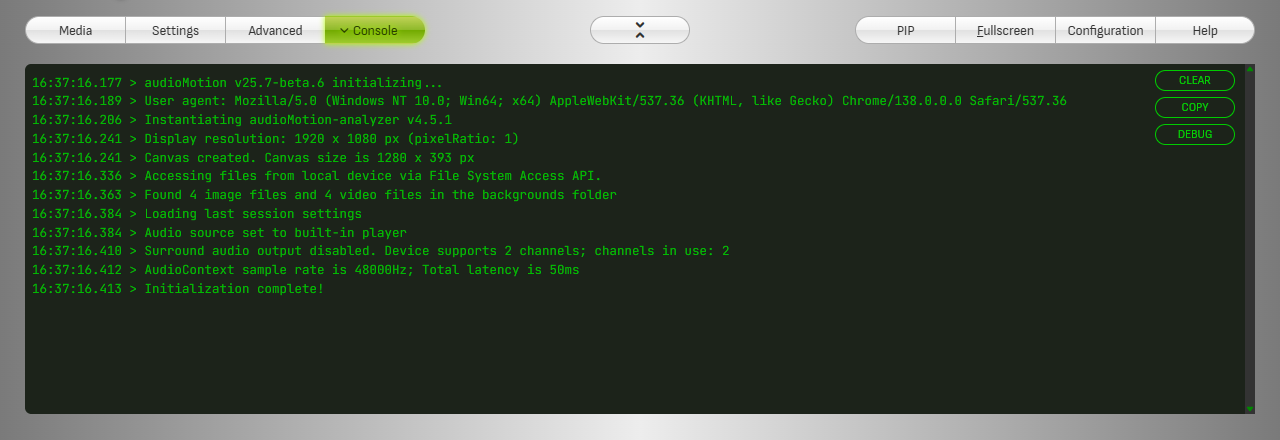 Media Settings Advanced Console PIP Fullscreen Configuration Help
16:37:16.177 > audioMotion v25.7-beta.6 initializing...
16:37:16.189 > User agent: Mozilla/5.0 (Windows NT 10.0; Win64; x64) AppleWebKit/537.36 (KHTML, like Gecko) Chrome/138.0.0.0 Safari/537.36
16:37:16.206 > Instantiating audioMotion-analyzer v4.5.1
16:37:16.241 > Display resolution: 1920 x 1080 px (pixelRatio: 1)
16:37:16.241 > Canvas created. Canvas size is 1280 x 393 px
16:37:16.336 > Accessing files from local device via File System Access API.
16:37:16.363 > Found 4 image files and 4 video files in the backgrounds folder
16:37:16.384 > Loading last session settings
16:37:16.384 > Audio source set to built-in player
16:37:16.410 > Surround audio output disabled. Device supports 2 channels; channels in use: 2
16:37:16.412 > AudioContext sample rate is 48000Hz; Total latency is 50ms
16:37:16.413 > Initialization complete!
CLEAR
COPY
DEBUG